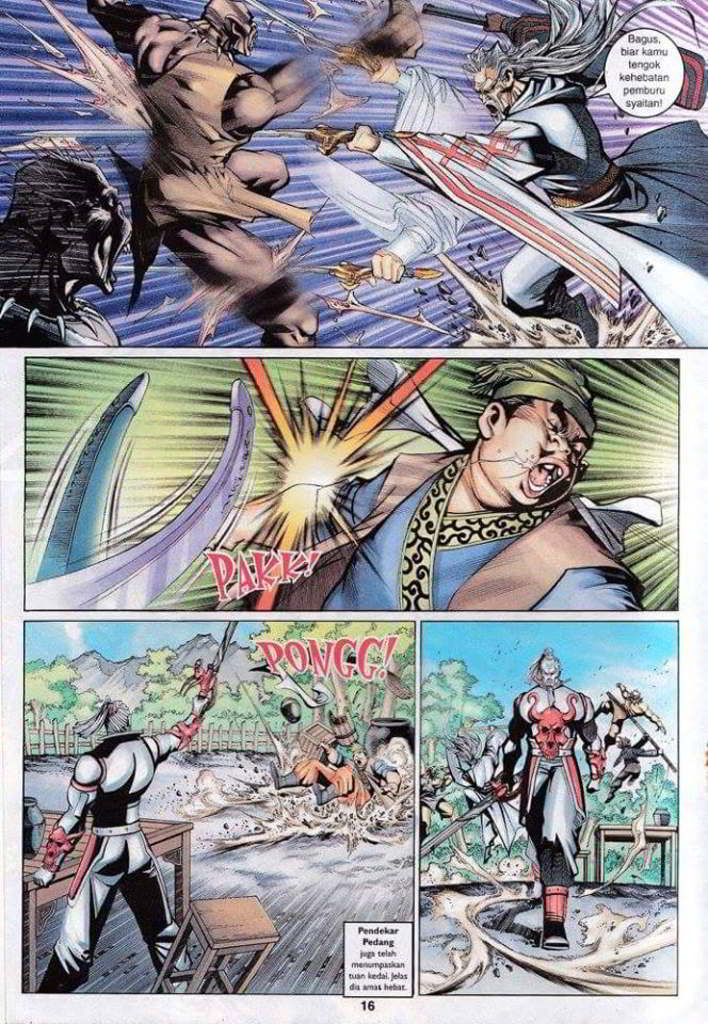 Bagus,
biar kamu
tengok
kehebatan
pemburu
syaitan!
PAKK!
PONGG!
Pendekar
Pedang
juga telah
menumpaskan
tuan kedai. Jelas
dia amas hebat.
16